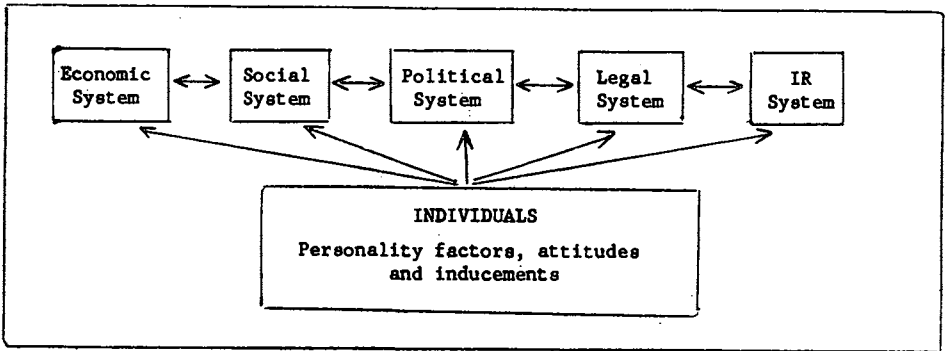 Economic System
Social System
Political System
Legal System
IR System
INDIVIDUALS
Personality factors, attitudes
and inducements